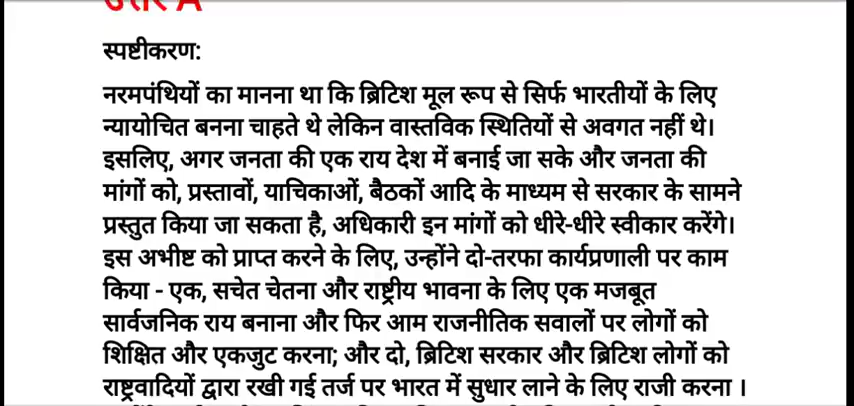 उत्तर A
स्पष्टीकरण:
नरमपंथियों का मानना था कि ब्रिटिश मूल रूप से सिर्फ भारतीयों के लिए
न्यायोचित बनना चाहते थे लेकिन वास्तविक स्थितियों से अवगत नहीं थे।
इसलिए, अगर जनता की एक राय देश में बनाई जा सके और जनता की
मांगों को, प्रस्तावों, याचिकाओं, बैठकों आदि के माध्यम से सरकार के सामने
प्रस्तुत किया जा सकता है, अधिकारी इन मांगों को धीरे-धीरे स्वीकार करेंगे।
इस अभीष्ट को प्राप्त करने के लिए, उन्होंने दो-तरफा कार्यप्रणाली पर काम
किया - एक, सचेत चेतना और राष्ट्रीय भावना के लिए एक मजबूत
सार्वजनिक राय बनाना और फिर आम राजनीतिक सवालों पर लोगों को
शिक्षित और एकजुट करना; और दो, ब्रिटिश सरकार और ब्रिटिश लोगों को
राष्ट्रवादियों द्वारा रखी गई तर्ज पर भारत में सुधार लाने के लिए राजी करना ।